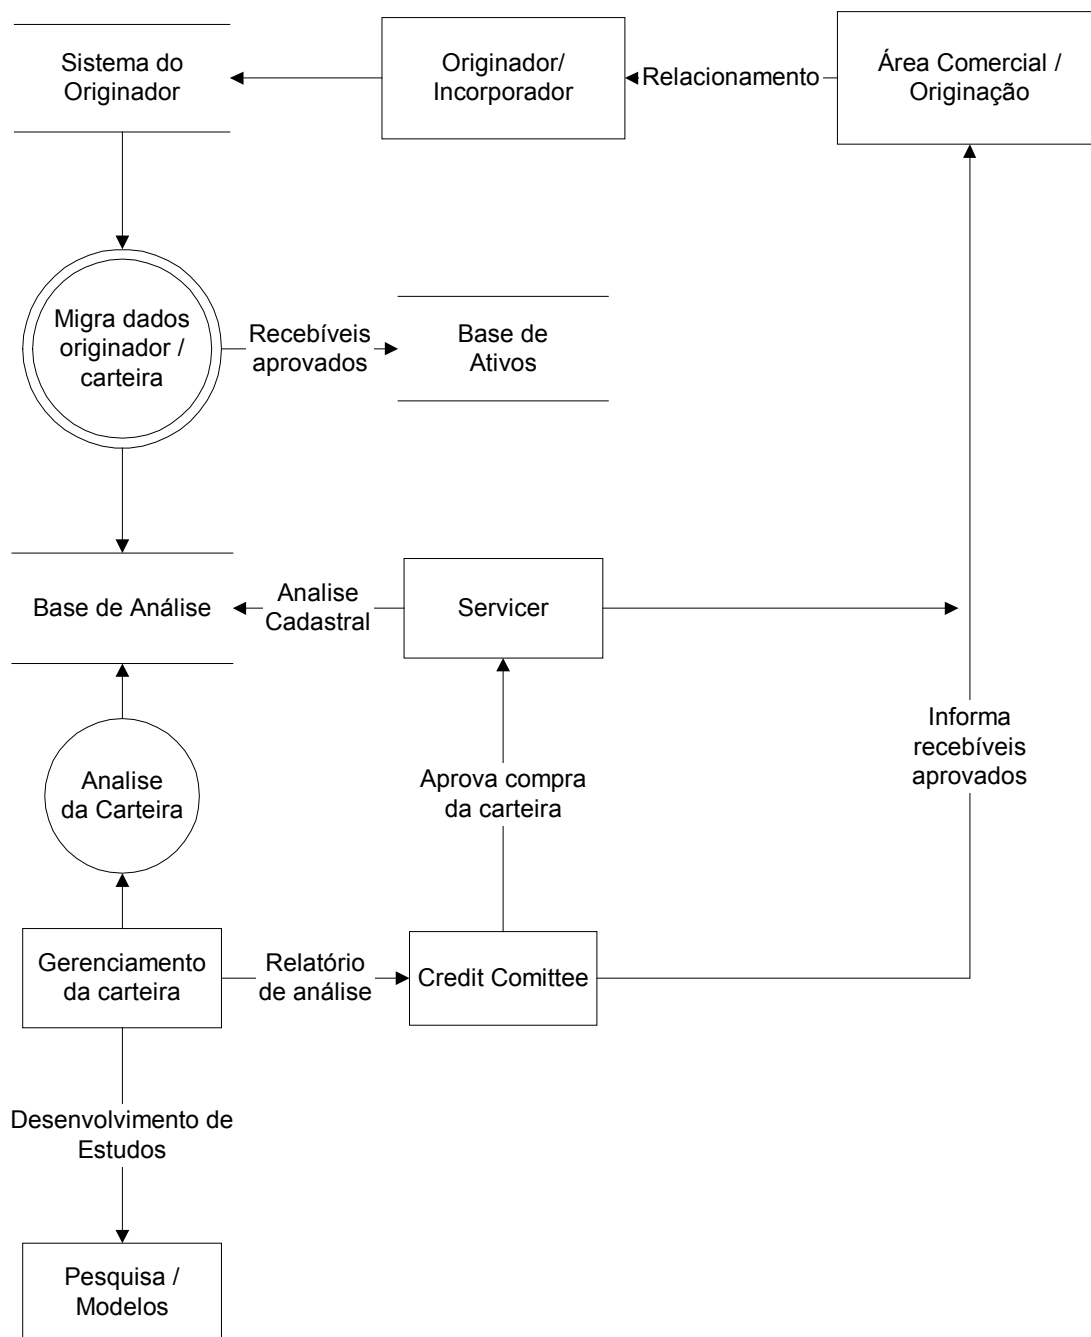 Sistema do
Originador
Originador/
Incorporador
Relacionamento
Área Comercial /
Originação
Migra dados
originador /
carteira
Recebíveis
aprovados
Base de
Ativos
Base de Análise
Analise
Cadastral
Servicer
Analise
da Carteira
Aprova compra
da carteira
Informa
recebíveis
aprovados
Gerenciamento
da carteira
Relatório
de análise
Credit Comittee
Desenvolvimento de
Estudos
Pesquisa /
Modelos